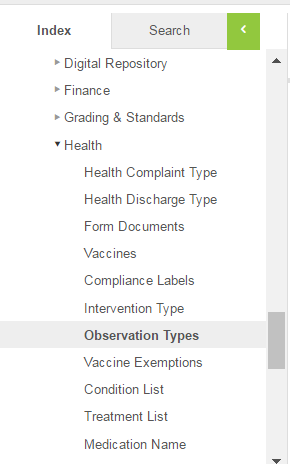 Index Search
Digital Repository
Finance
Grading & Standards
Health
Health Complaint Type
Health Discharge Type
Form Documents
Vaccines
Compliance Labels
Intervention Type
Observation Types
Vaccine Exemptions
Condition List
Treatment List
Medication Name